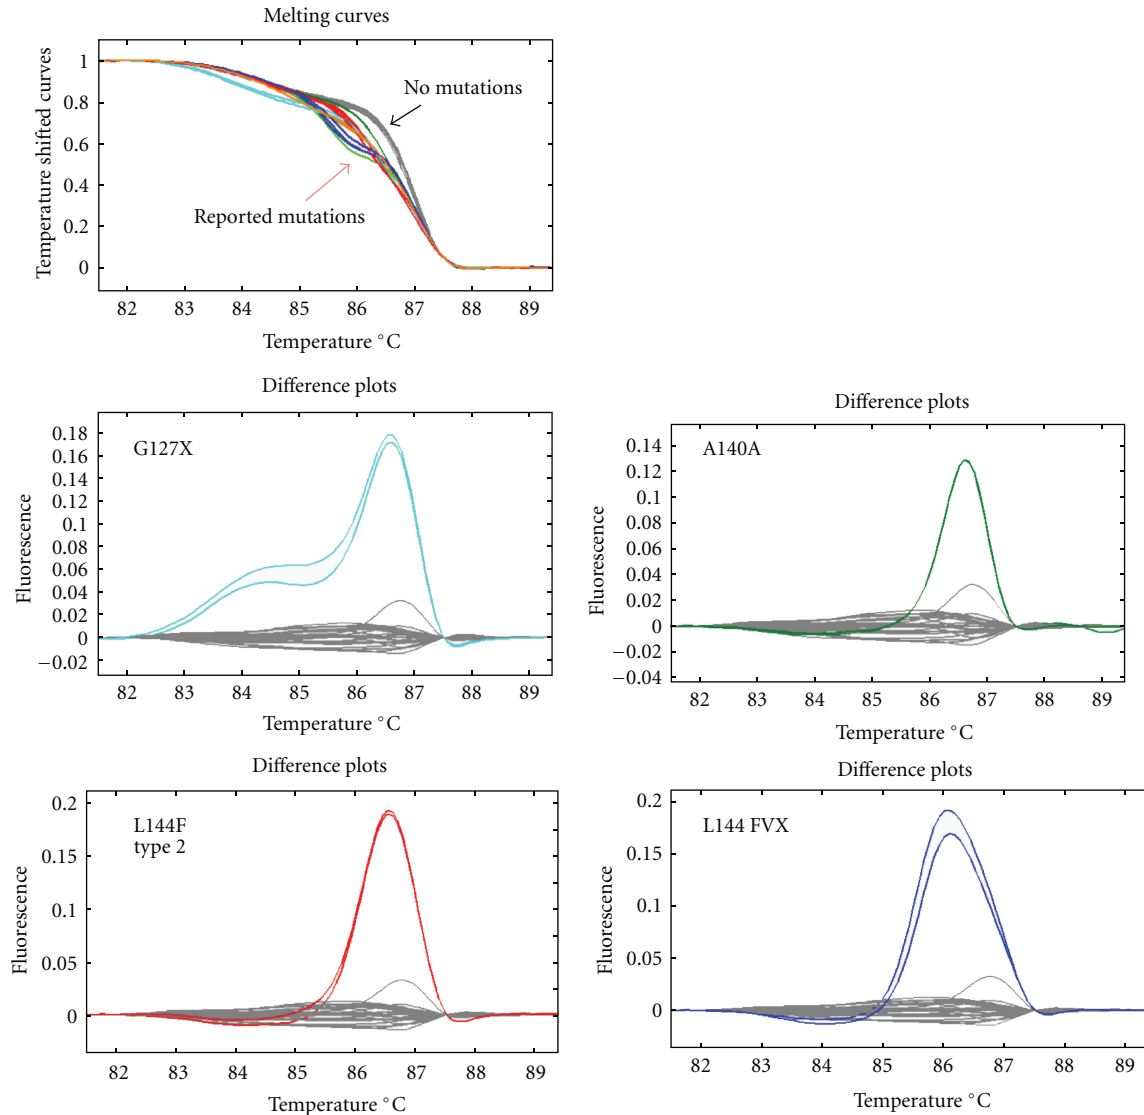 Melting curves
Temperature shifted curves
1
0.8
0.6
0.4
0.2
0
No mutations
Reported mutations
82 83 84 85 86 87 88 89
Temperature °C
Difference plots
Fluorescence
0.18
0.16
0.14
0.12
0.1
0.08
0.06
0.04
0.02
0
−0.02
G127X
82 83 84 85 86 87 88 89
Temperature °C
Difference plots
Fluorescence
0.14
0.12
0.1
0.08
0.06
0.04
0.02
0
−0.02
−0.04
A140A
82 83 84 85 86 87 88 89
Temperature °C
Difference plots
Fluorescence
0.2
0.15
0.1
0.05
0
L144F
type 2
82 83 84 85 86 87 88 89
Temperature °C
Difference plots
Fluorescence
0.2
0.15
0.1
0.05
0
L144 FVX
82 83 84 85 86 87 88 89
Temperature °C